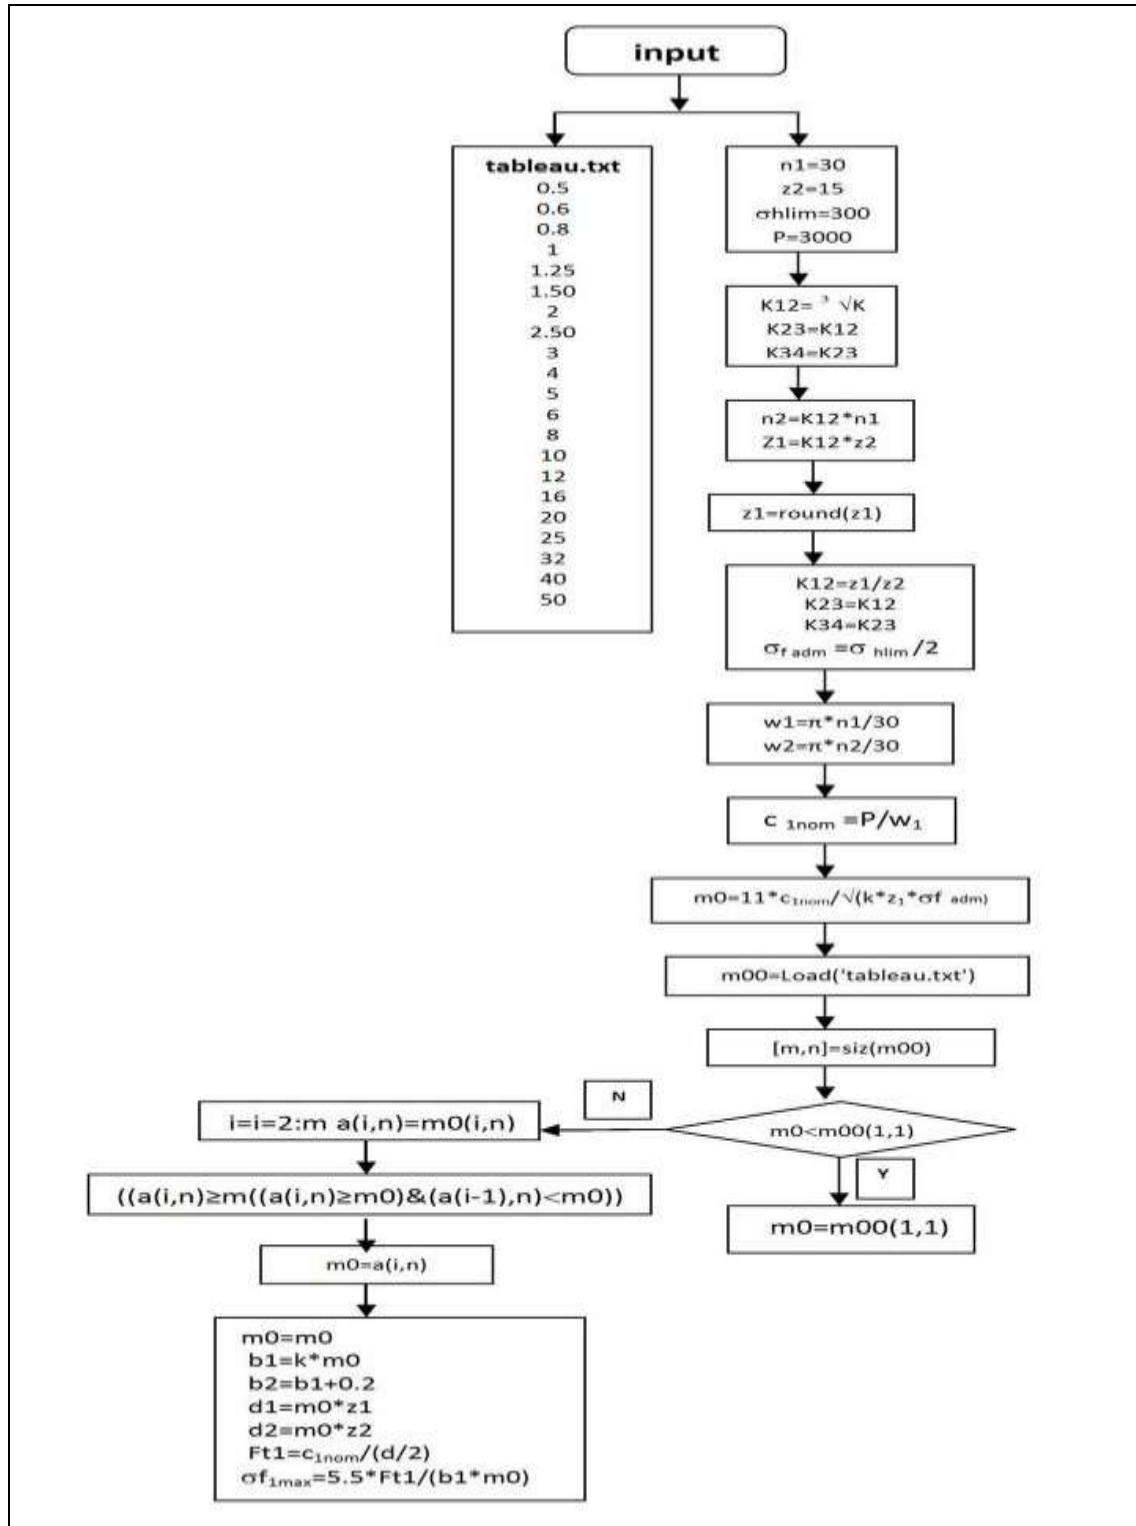 input
tableau.txt
0.5
0.6
0.8
1
1.25
1.50
2
2.50
3
4
5
6
8
10
12
16
20
25
32
40
50
n1=30
z2=15
σhlim=300
P=3000
K12= ³ √K
K23=K12
K34=K23
n2=K12*n1
Z1=K12*z2
z1=round(z1)
K12=z1/z2
K23=K12
K34=K23
σf adm =σ hlim /2
w1=π*n1/30
w2=π*n2/30
c 1nom =P/w1
m0=11*c1nom/√(k*z1*σf adm)
m00=Load('tableau.txt')
[m,n]=siz(m00)
m0<m00(1,1)
N
Y
m0=m00(1,1)
i=i=2:m a(i,n)=m0(i,n)
((a(i,n)≥m((a(i,n)≥m0)&(a(i-1),n)<m0))
m0=a(i,n)
m0=m0
b1=k*m0
b2=b1+0.2
d1=m0*z1
d2=m0*z2
Ft1=c1nom/(d/2)
σf1max=5.5*Ft1/(b1*m0)